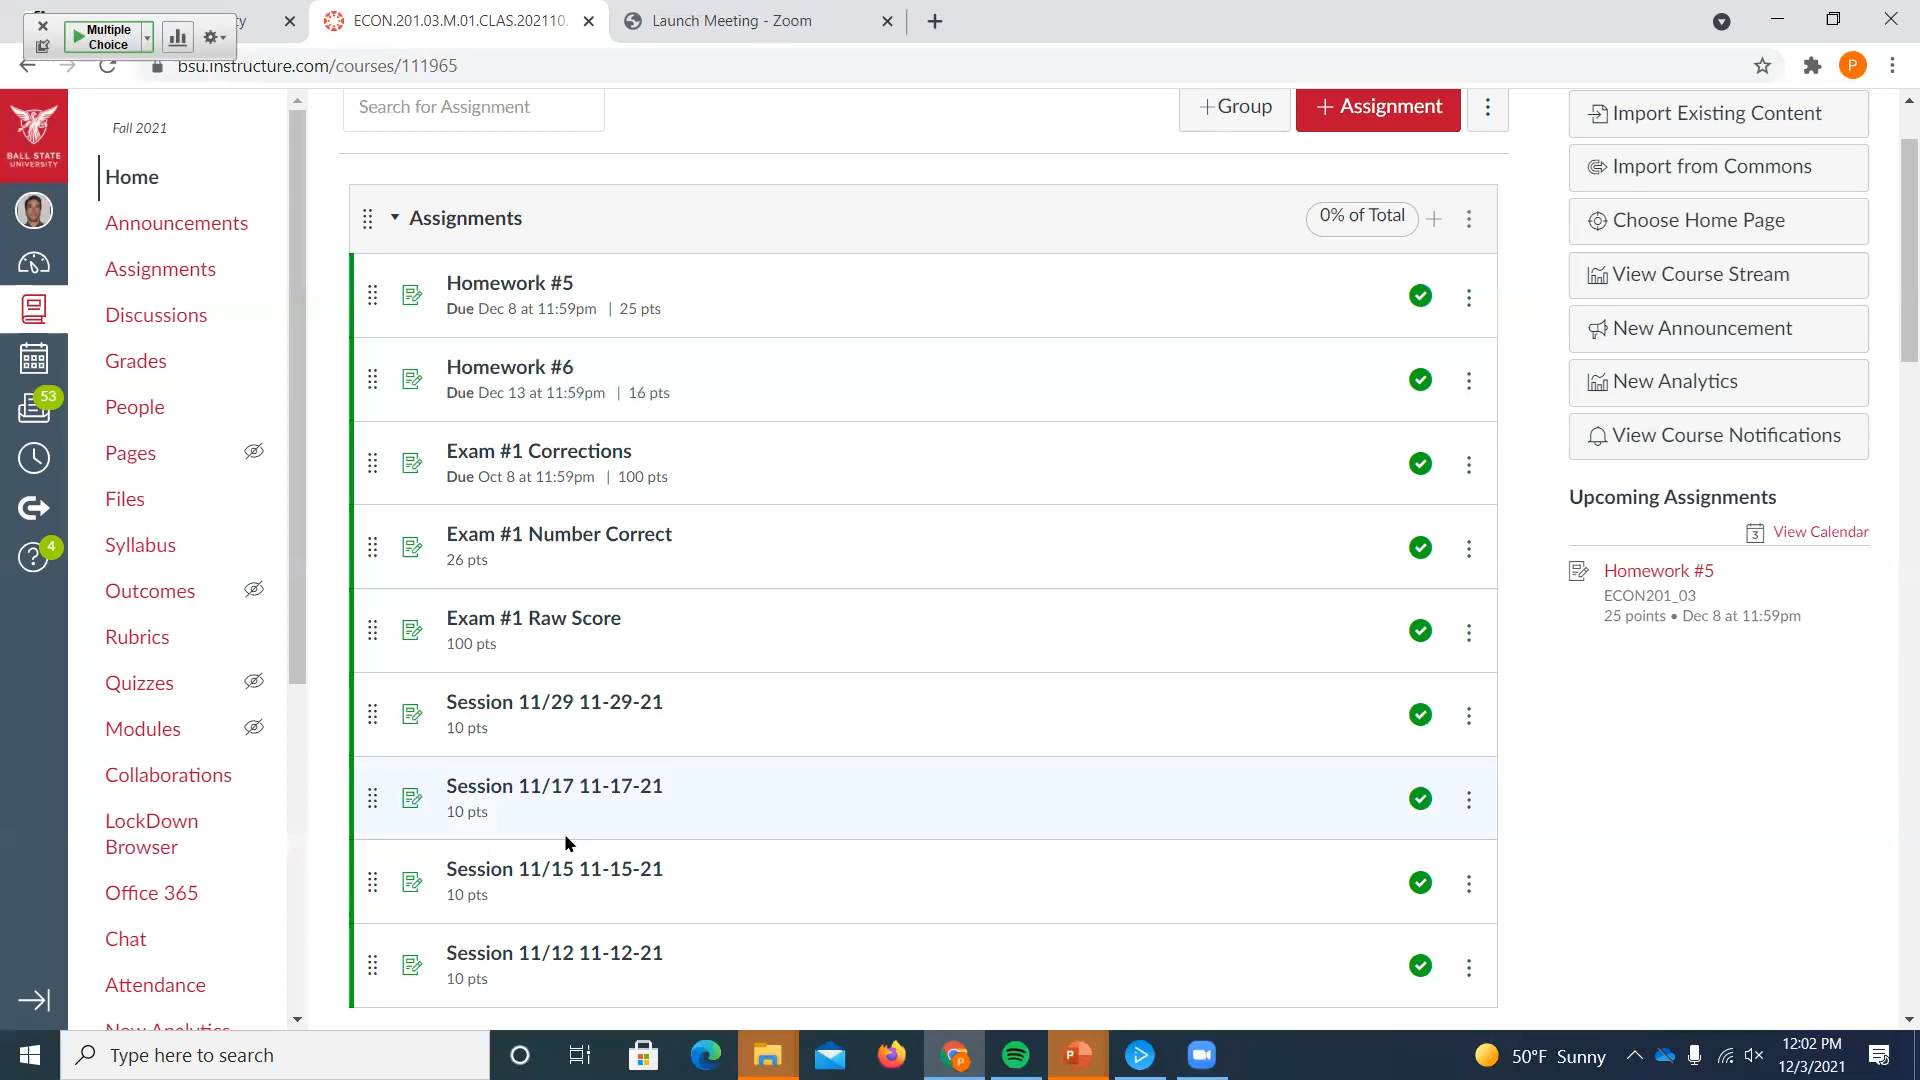 cy
ECON.201.03.M.01.CLAS.202110.
Launch Meeting - Zoom
Multiple
Choice
bsu.instructure.com/courses/111965
P
BALL STATE
UNIVERSITY
53
4
Fall 2021
Home
Announcements
Assignments
Discussions
Grades
People
Pages
Files
Syllabus
Outcomes
Rubrics
Quizzes
Modules
Collaborations
LockDown
Browser
Office 365
Chat
Attendance
New Analytics
Search for Assignment
+Group
+ Assignment
Assignments
0% of Total
Homework #5
Due Dec 8 at 11:59pm | 25 pts
Homework #6
Due Dec 13 at 11:59pm | 16 pts
Exam #1 Corrections
Due Oct 8 at 11:59pm | 100 pts
Exam #1 Number Correct
26 pts
Exam #1 Raw Score
100 pts
Session 11/29 11-29-21
10 pts
Session 11/17 11-17-21
10 pts
Session 11/15 11-15-21
10 pts
Session 11/12 11-12-21
10 pts
Import Existing Content
Import from Commons
Choose Home Page
View Course Stream
New Announcement
New Analytics
View Course Notifications
Upcoming Assignments
3 View Calendar
Homework #5
ECON201_03
25 points • Dec 8 at 11:59pm
Type here to search
50°F Sunny
12:02 PM
12/3/2021